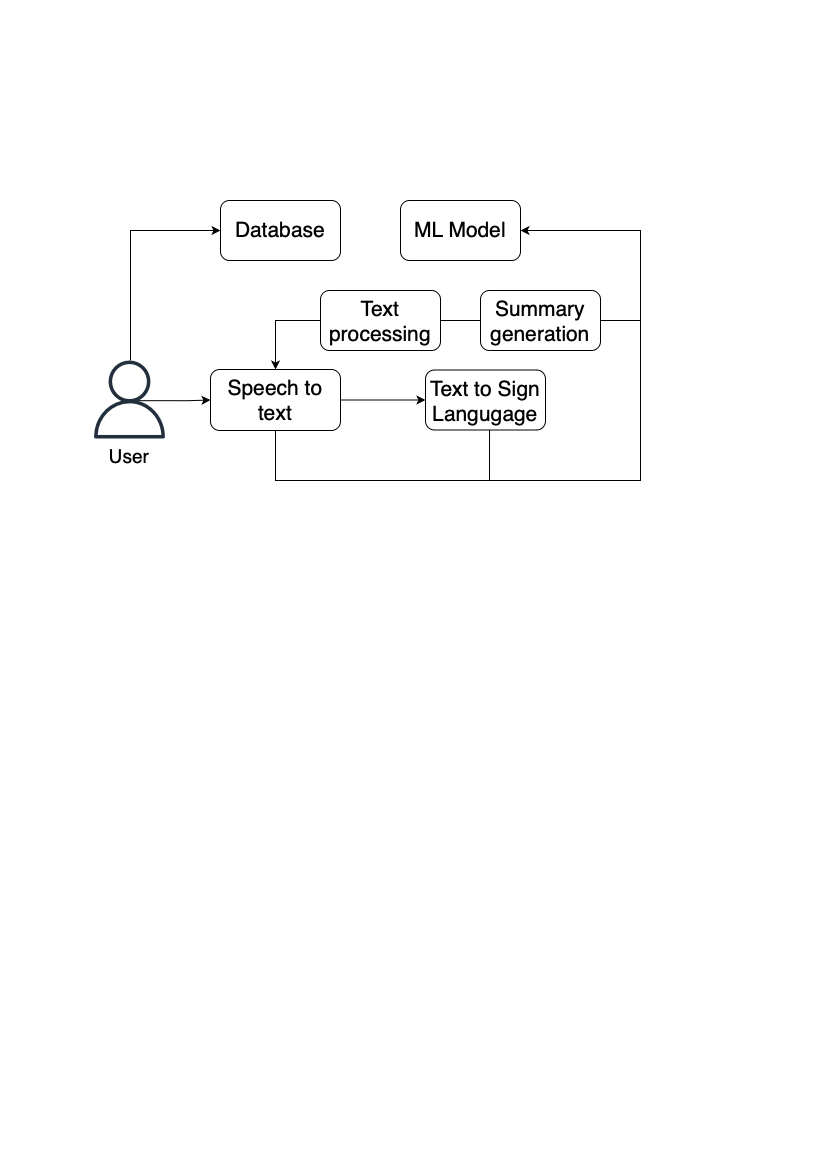 Database
ML Model
Text
processing
Summary
generation
Speech to
text
Text to Sign
Langugage
User